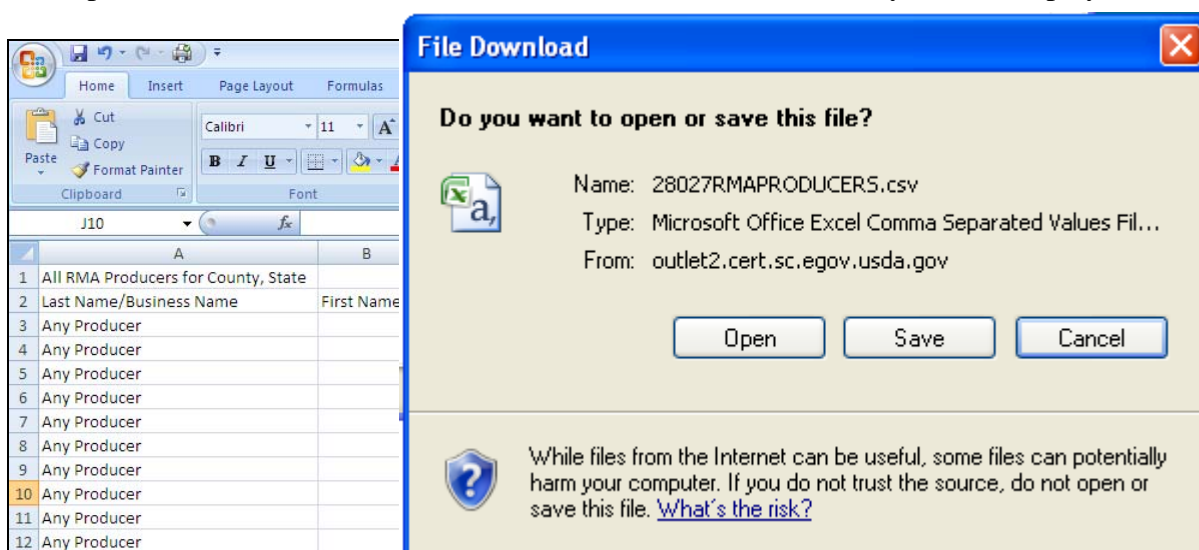 Home Insert Page Layout Formulas
Cut
Copy
Paste
Format Painter
Calibri 11 A
B I U A
Clipboard Font
J10 fx
A B
1 All RMA Producers for County, State
2 Last Name/Business Name First Name
3 Any Producer
4 Any Producer
5 Any Producer
6 Any Producer
7 Any Producer
8 Any Producer
9 Any Producer
10 Any Producer
11 Any Producer
12 Any Producer
File Download
Do you want to open or save this file?
Name: 28027RMAPRODUCERS.csv
Type: Microsoft Office Excel Comma Separated Values Fil...
From: outlet2.cert.sc.egov.usda.gov
Open Save Cancel
While files from the Internet can be useful, some files can potentially
harm your computer. If you do not trust the source, do not open or
save this file. What's the risk?